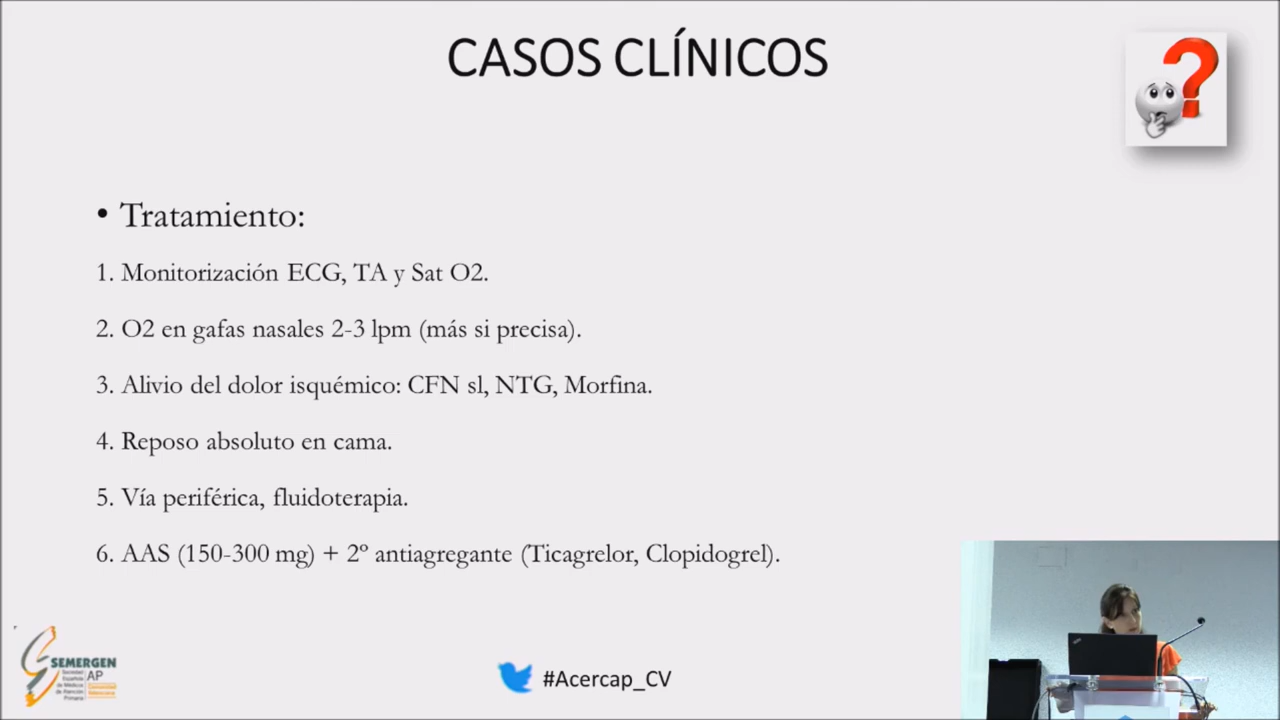 CASOS CLÍNICOS
• Tratamiento:
1. Monitorización ECG, TA y Sat O2.
2. O2 en gafas nasales 2-3 lpm (más si precisa).
3. Alivio del dolor isquémico: CFN sl, NTG, Morfina.
4. Reposo absoluto en cama.
5. Vía periférica, fluidoterapia.
6. AAS (150-300 mg) + 2º antiagregante (Ticagrelor, Clopidogrel).
SEMERGEN
AP
Sociedad
Española
de Médicos
de Atención
Primaria
#Acercap_CV